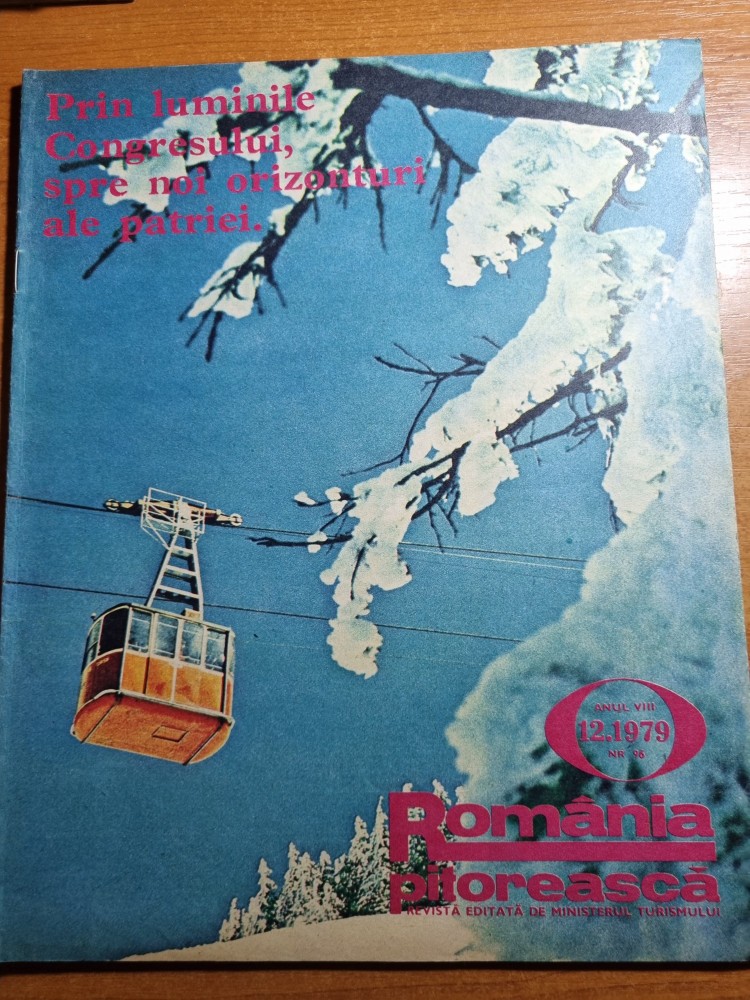 Prin luminile
Congresului,
spre noi orizonturi
ale patriei.
ANUL VIII
12.1979
NR 96
România
pitorească
REVISTĂ EDITATĂ DE MINISTERUL TURISMULUI